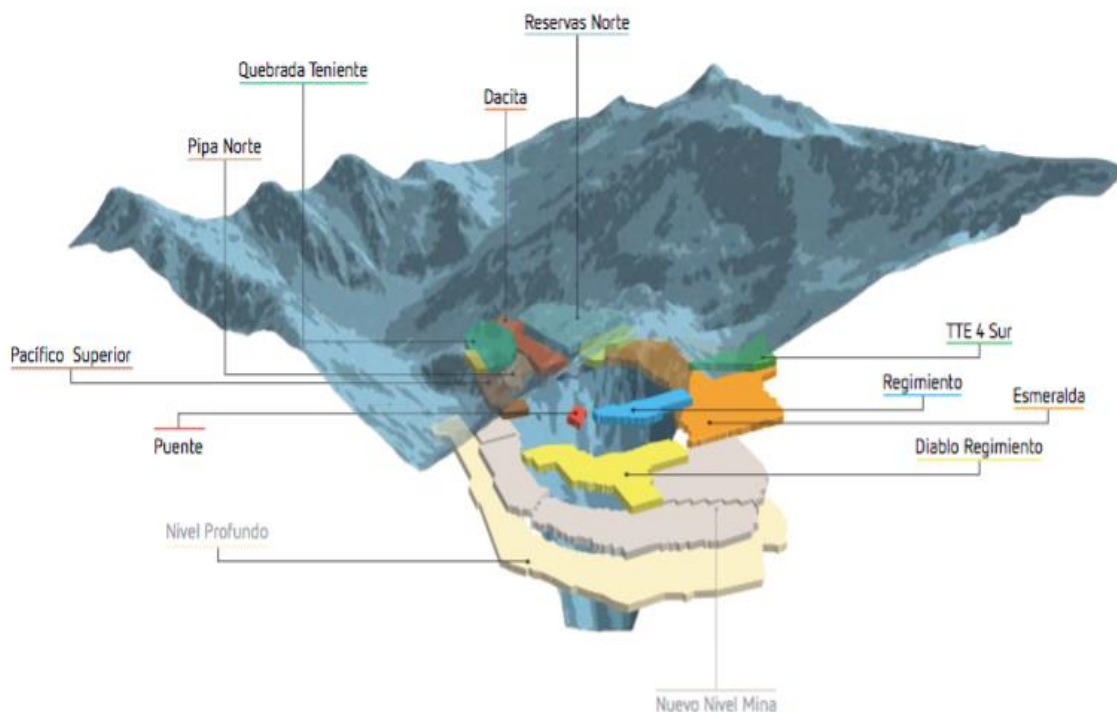 Reservas Norte
Quebrada Teniente
Dacita
Pipa Norte
TTE 4 Sur
Pacífico Superior
Regimiento
Esmeralda
Puente
Diablo Regimiento
Nivel Profundo
Nuevo Nivel Mina